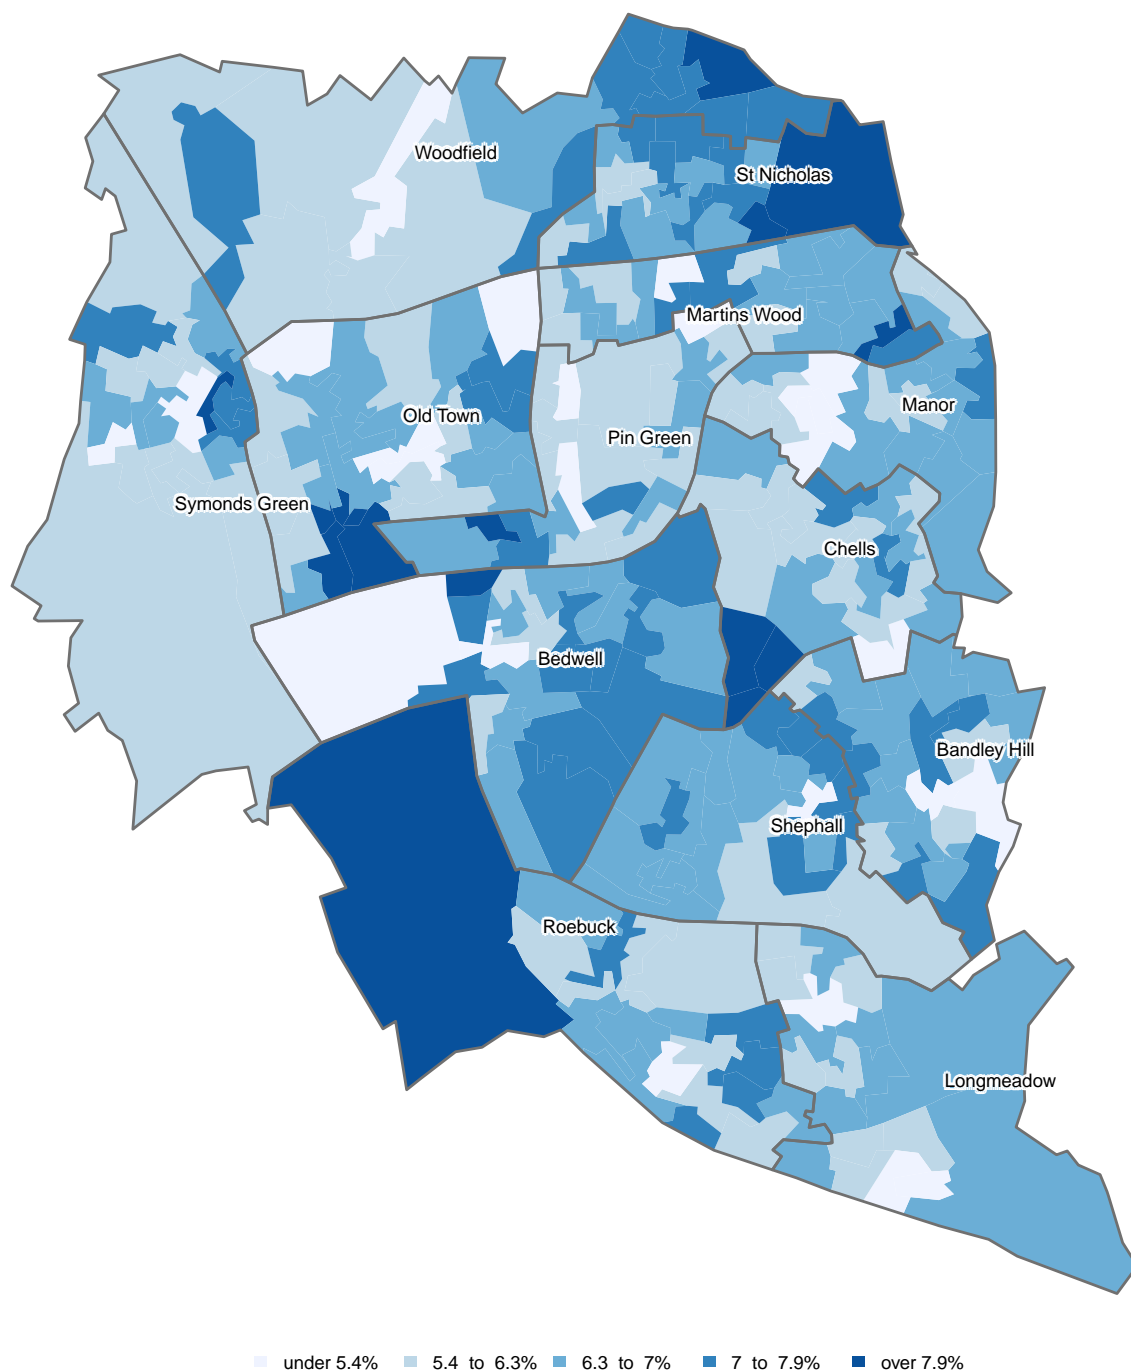 Woodfield
St Nicholas
Martins Wood
Old Town
Manor
Pin Green
Symonds Green
Chells
Bedwell
Bandley Hill
Shephall
Roebuck
Longmeadow
under 5.4% 5.4 to 6.3% 6.3 to 7% 7 to 7.9% over 7.9%